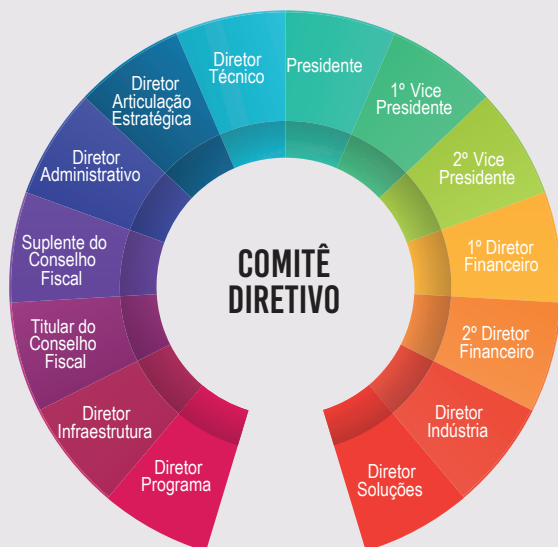 Presidente
1º Vice
Presidente
2º Vice
Presidente
1º Diretor
Financeiro
2º Diretor
Financeiro
Diretor
Indústria
Diretor
Soluções
Diretor
Programa
Diretor
Infraestrutura
Titular do
Conselho
Fiscal
Suplente do
Conselho
Fiscal
Diretor
Administrativo
Diretor
Articulação
Estratégica
Diretor
Técnico
COMITÊ
DIRETIVO